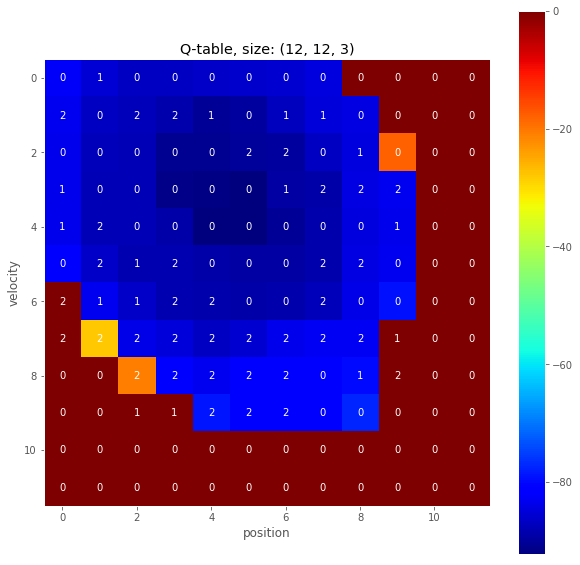 Q-table, size: (12, 12, 3)
0
0 1 0 0 0 0 0 0 0 0 0 0
2 0 2 2 1 0 1 1 0 0 0 0
2
0 0 0 0 0 2 2 0 1 0 0 0
1 0 0 0 0 0 1 2 2 2 0 0
4
1 2 0 0 0 0 0 0 0 1 0 0
0 2 1 2 0 0 0 2 2 0 0 0
6
2 1 1 2 2 0 0 2 0 0 0 0
2 2 2 2 2 2 2 2 2 1 0 0
8
0 0 2 2 2 2 2 0 1 2 0 0
0 0 1 1 2 2 2 0 0 0 0 0
10
0 0 0 0 0 0 0 0 0 0 0 0
0 0 0 0 0 0 0 0 0 0 0 0
velocity
0 2 4 6 8 10
position
0
−20
−40
−60
−80